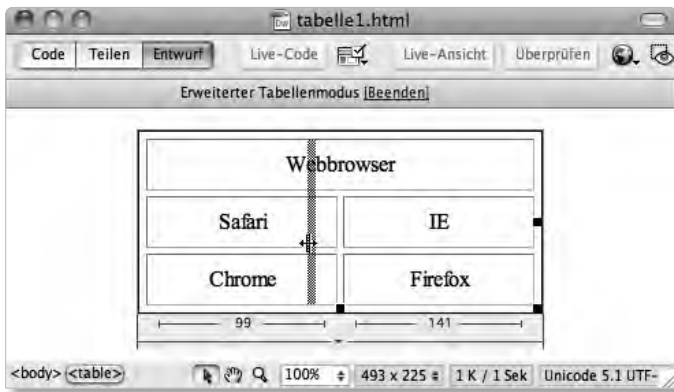 Dw tabelle1.html
Code Teilen Entwurf Live-Code Live-Ansicht Überprüfen
Erweiterter Tabellenmodus [Beenden]
Webbrowser
Safari IE
Chrome Firefox
99 141
<body> <table> 100% 493 x 225 1 K / 1 Sek Unicode 5.1 UTF-